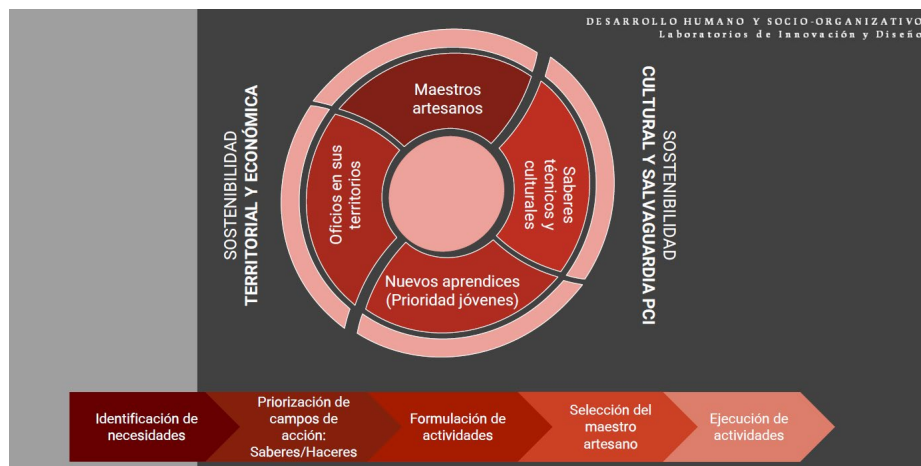 DESARROLLO HUMANO Y SOCIO-ORGANIZATIVO
Laboratorios de Innovación y Diseño
SOSTENIBILIDAD
TERRITORIAL Y ECONÓMICA
Maestros
artesanos
Oficios en sus
territorios
Saberes
técnicos y
culturales
Nuevos aprendices
(Prioridad jóvenes)
SOSTENIBILIDAD
CULTURAL Y SALVAGUARDIA PCI
Identificación de
necesidades
Priorización de
campos de
acción:
Saberes/Haceres
Formulación de
actividades
Selección del
maestro
artesano
Ejecución de
actividades